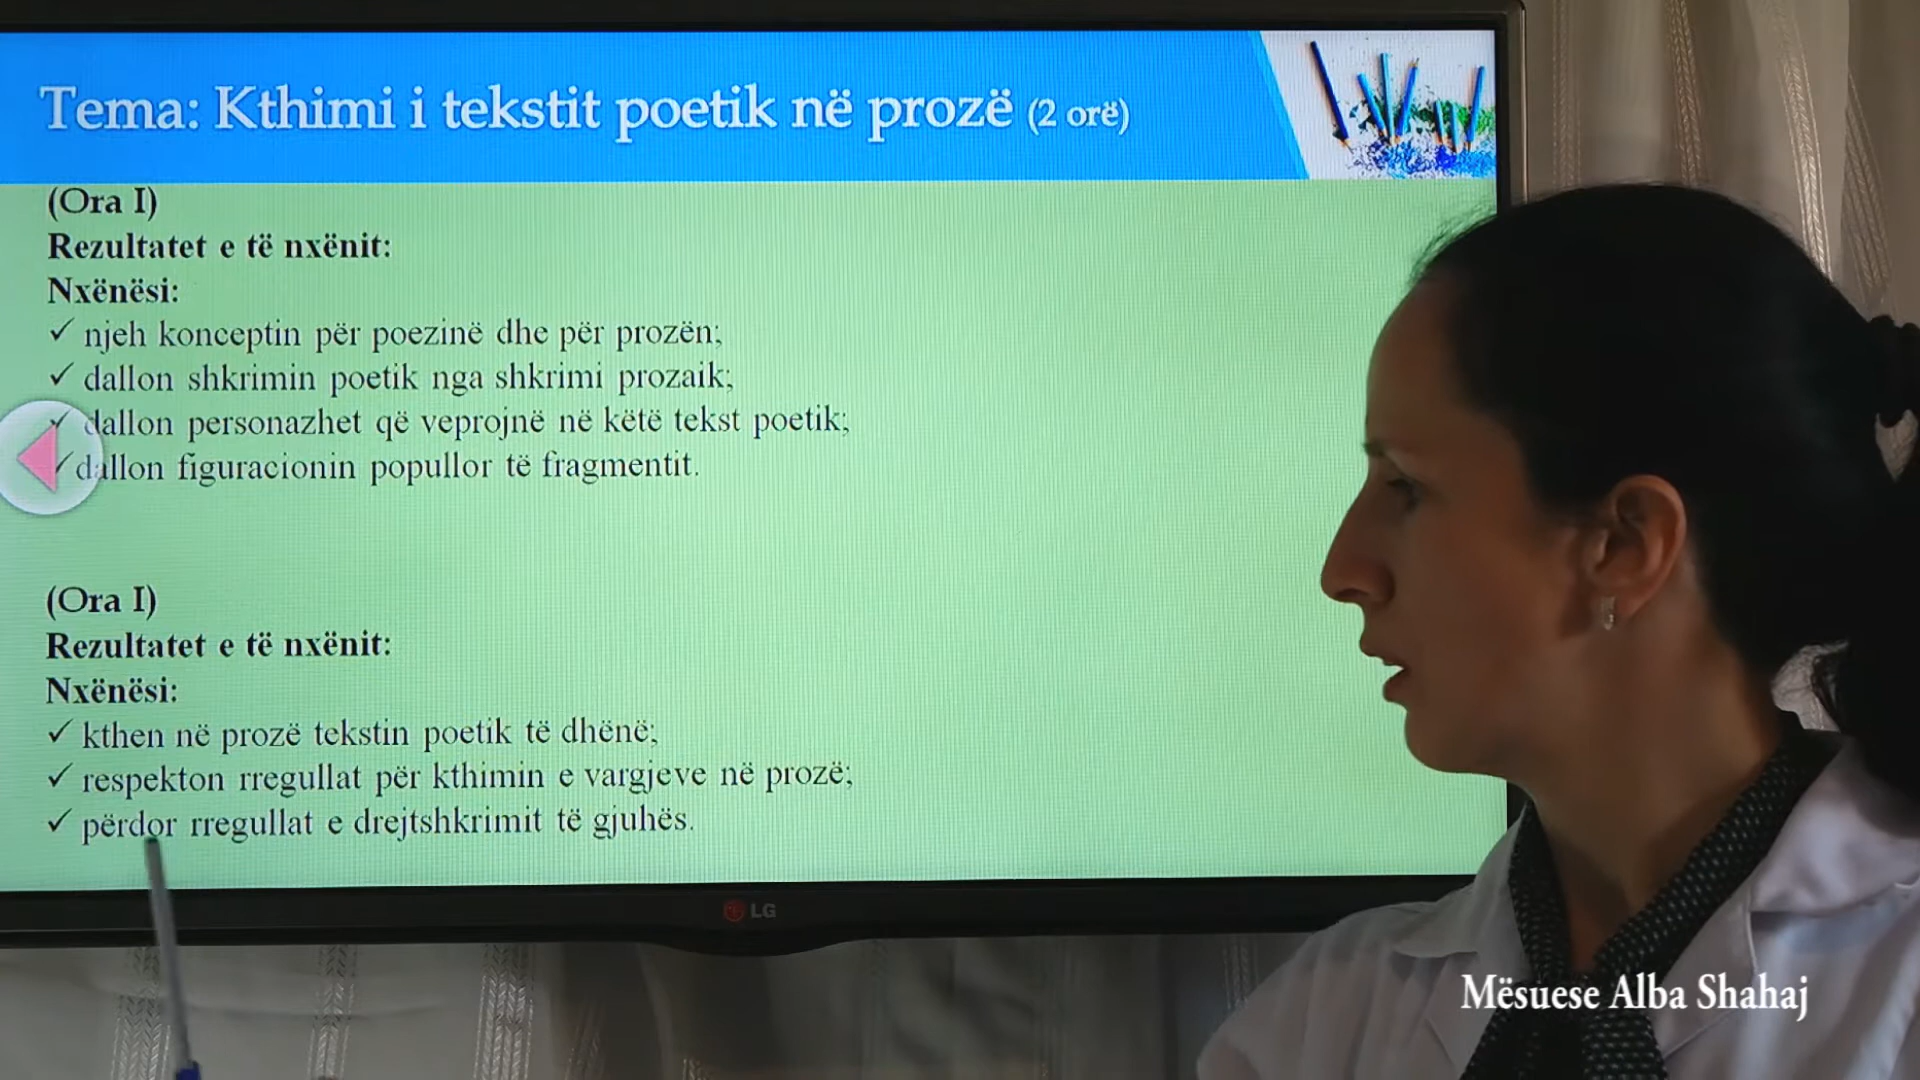 Tema: Kthimi i tekstit poetik në prozë (2 orë)
(Ora I)
Rezultatet e të nxënit:
Nxënësi:
✓ njeh konceptin për poezinë dhe për prozën;
✓ dallon shkrimin poetik nga shkrimi prozaik;
✓ dallon personazhet që veprojnë në këtë tekst poetik;
✓ dallon figuracionin popullor të fragmentit.
(Ora I)
Rezultatet e të nxënit:
Nxënësi:
✓ kthen në prozë tekstin poetik të dhënë;
✓ respekton rregullat për kthimin e vargjeve në prozë;
✓ përdor rregullat e drejtshkrimit të gjuhës.
LG
Mësuese Alba Shahaj